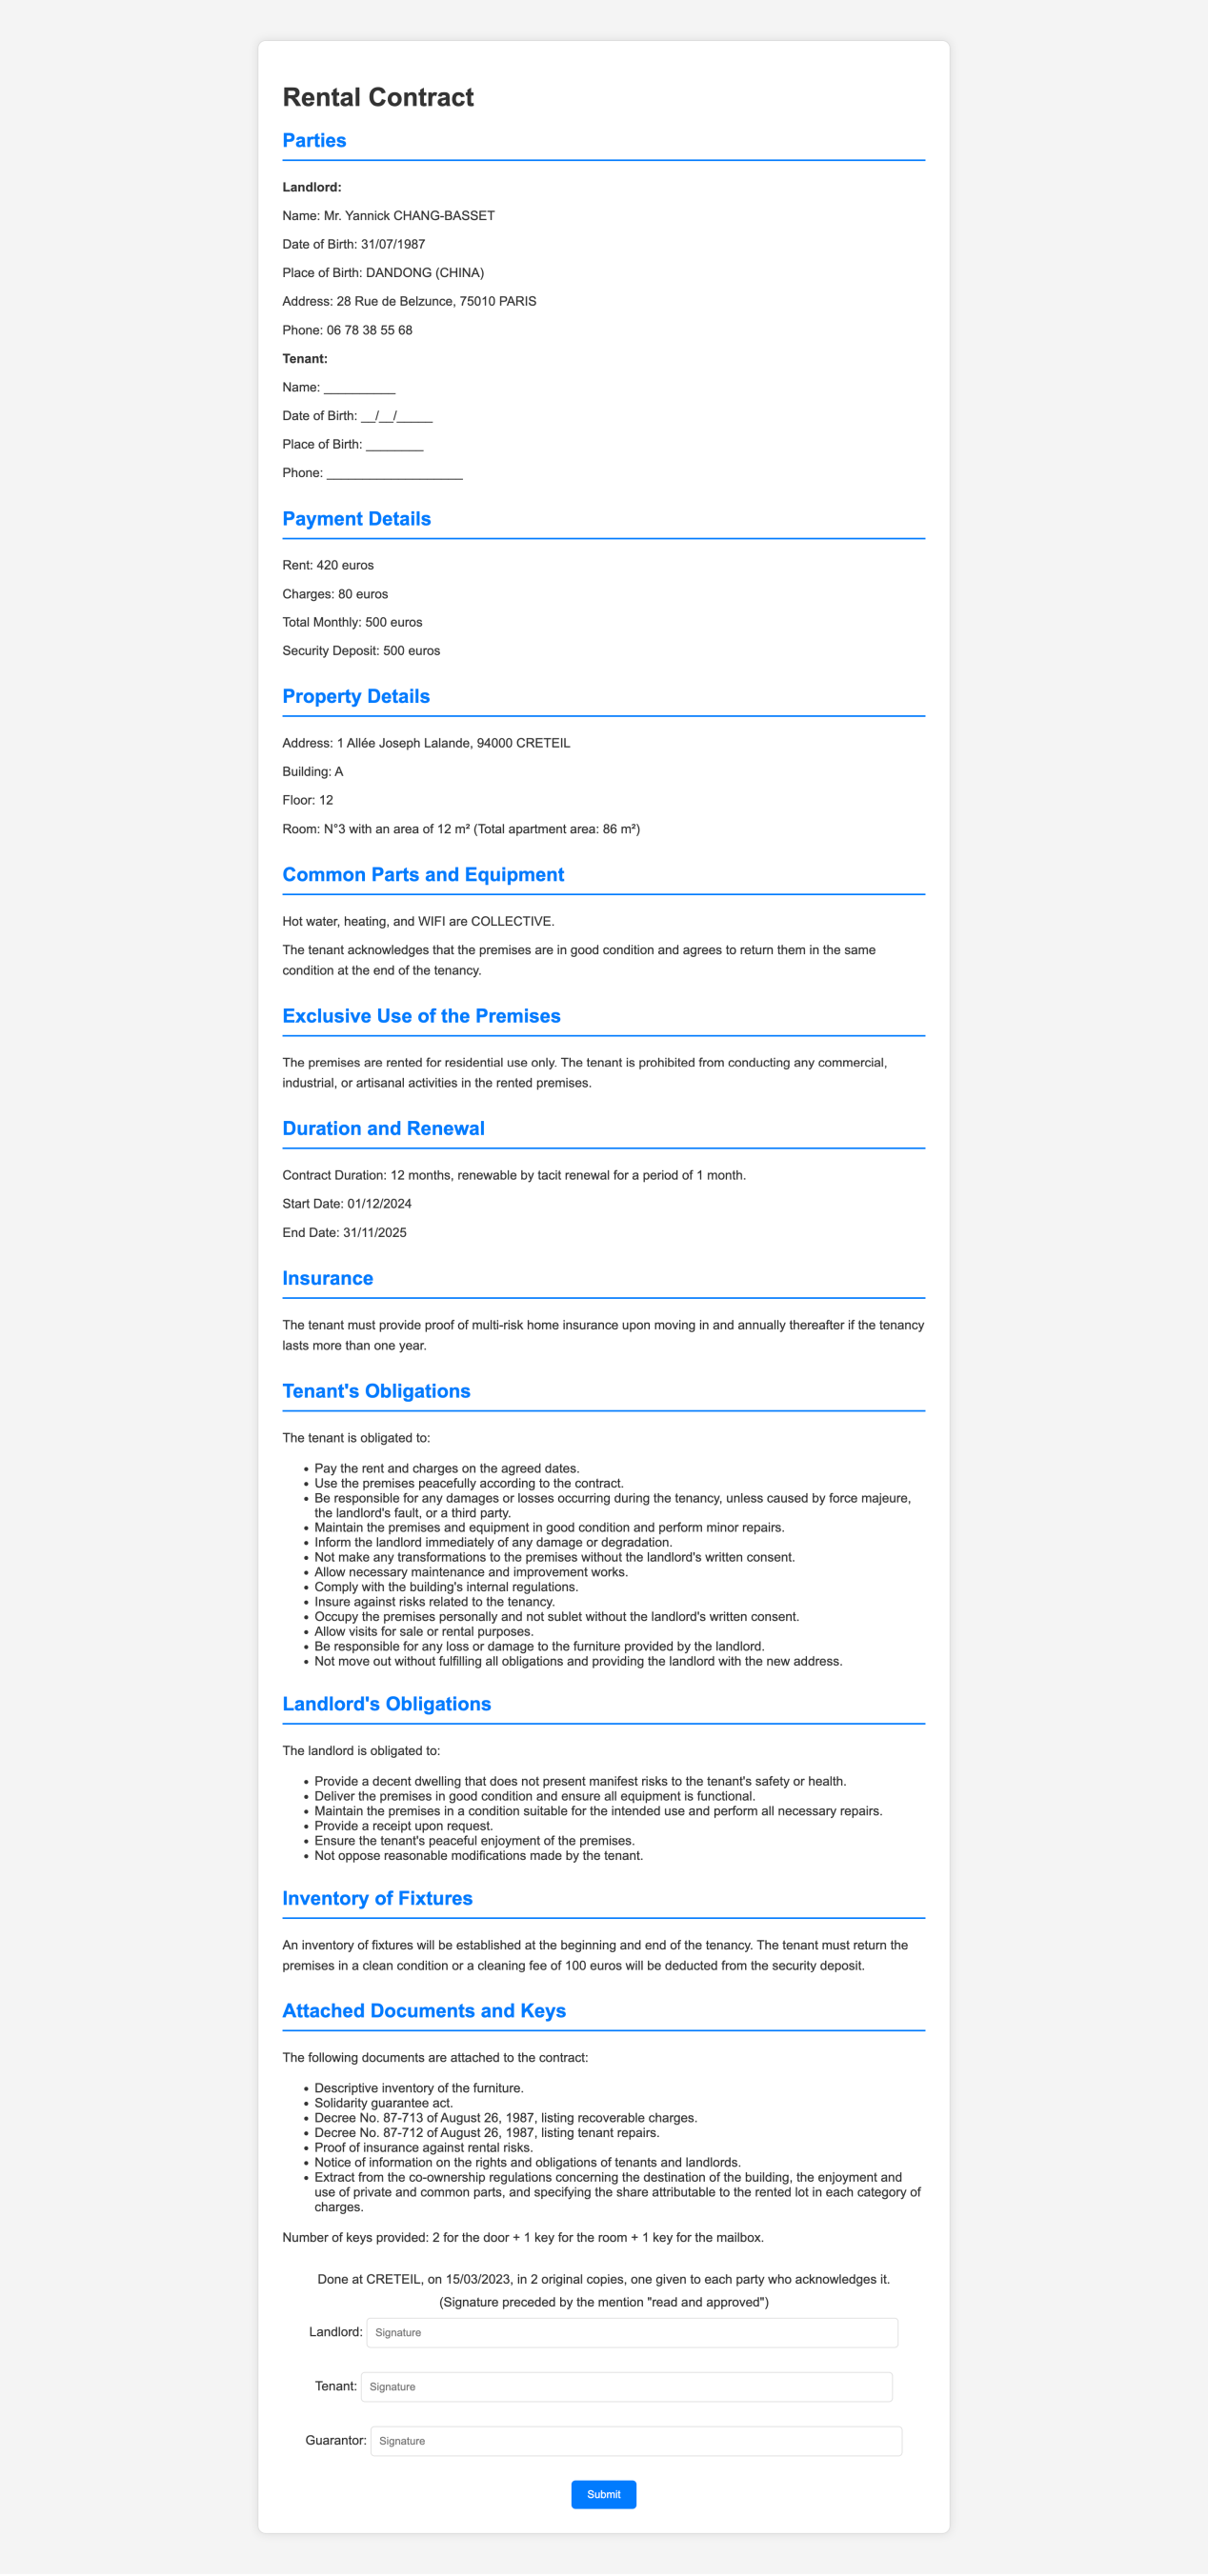 Rental Contract
Parties
Landlord:
Name: Mr. Yannick CHANG-BASSET
Date of Birth: 31/07/1987
Place of Birth: DANDONG (CHINA)
Address: 28 Rue de Belzunce, 75010 PARIS
Phone: 06 78 38 55 68
Tenant:
Name: __________
Date of Birth: __/__/_____
Place of Birth: ________
Phone: ___________________
Payment Details
Rent: 420 euros
Charges: 80 euros
Total Monthly: 500 euros
Security Deposit: 500 euros
Property Details
Address: 1 Allée Joseph Lalande, 94000 CRETEIL
Building: A
Floor: 12
Room: N°3 with an area of 12 m² (Total apartment area: 86 m²)
Common Parts and Equipment
Hot water, heating, and WIFI are COLLECTIVE.
The tenant acknowledges that the premises are in good condition and agrees to return them in the same
condition at the end of the tenancy.
Exclusive Use of the Premises
The premises are rented for residential use only. The tenant is prohibited from conducting any commercial,
industrial, or artisanal activities in the rented premises.
Duration and Renewal
Contract Duration: 12 months, renewable by tacit renewal for a period of 1 month.
Start Date: 01/12/2024
End Date: 31/11/2025
Insurance
The tenant must provide proof of multi-risk home insurance upon moving in and annually thereafter if the tenancy
lasts more than one year.
Tenant's Obligations
The tenant is obligated to:
• Pay the rent and charges on the agreed dates.
• Use the premises peacefully according to the contract.
• Be responsible for any damages or losses occurring during the tenancy, unless caused by force majeure,
the landlord's fault, or a third party.
• Maintain the premises and equipment in good condition and perform minor repairs.
• Inform the landlord immediately of any damage or degradation.
• Not make any transformations to the premises without the landlord's written consent.
• Allow necessary maintenance and improvement works.
• Comply with the building's internal regulations.
• Insure against risks related to the tenancy.
• Occupy the premises personally and not sublet without the landlord's written consent.
• Allow visits for sale or rental purposes.
• Be responsible for any loss or damage to the furniture provided by the landlord.
• Not move out without fulfilling all obligations and providing the landlord with the new address.
Landlord's Obligations
The landlord is obligated to:
• Provide a decent dwelling that does not present manifest risks to the tenant's safety or health.
• Deliver the premises in good condition and ensure all equipment is functional.
• Maintain the premises in a condition suitable for the intended use and perform all necessary repairs.
• Provide a receipt upon request.
• Ensure the tenant's peaceful enjoyment of the premises.
• Not oppose reasonable modifications made by the tenant.
Inventory of Fixtures
An inventory of fixtures will be established at the beginning and end of the tenancy. The tenant must return the
premises in a clean condition or a cleaning fee of 100 euros will be deducted from the security deposit.
Attached Documents and Keys
The following documents are attached to the contract:
• Descriptive inventory of the furniture.
• Solidarity guarantee act.
• Decree No. 87-713 of August 26, 1987, listing recoverable charges.
• Decree No. 87-712 of August 26, 1987, listing tenant repairs.
• Proof of insurance against rental risks.
• Notice of information on the rights and obligations of tenants and landlords.
• Extract from the co-ownership regulations concerning the destination of the building, the enjoyment and
use of private and common parts, and specifying the share attributable to the rented lot in each category of
charges.
Number of keys provided: 2 for the door + 1 key for the room + 1 key for the mailbox.
Done at CRETEIL, on 15/03/2023, in 2 original copies, one given to each party who acknowledges it.
(Signature preceded by the mention "read and approved")
Landlord: Signature
Tenant: Signature
Guarantor: Signature
Submit